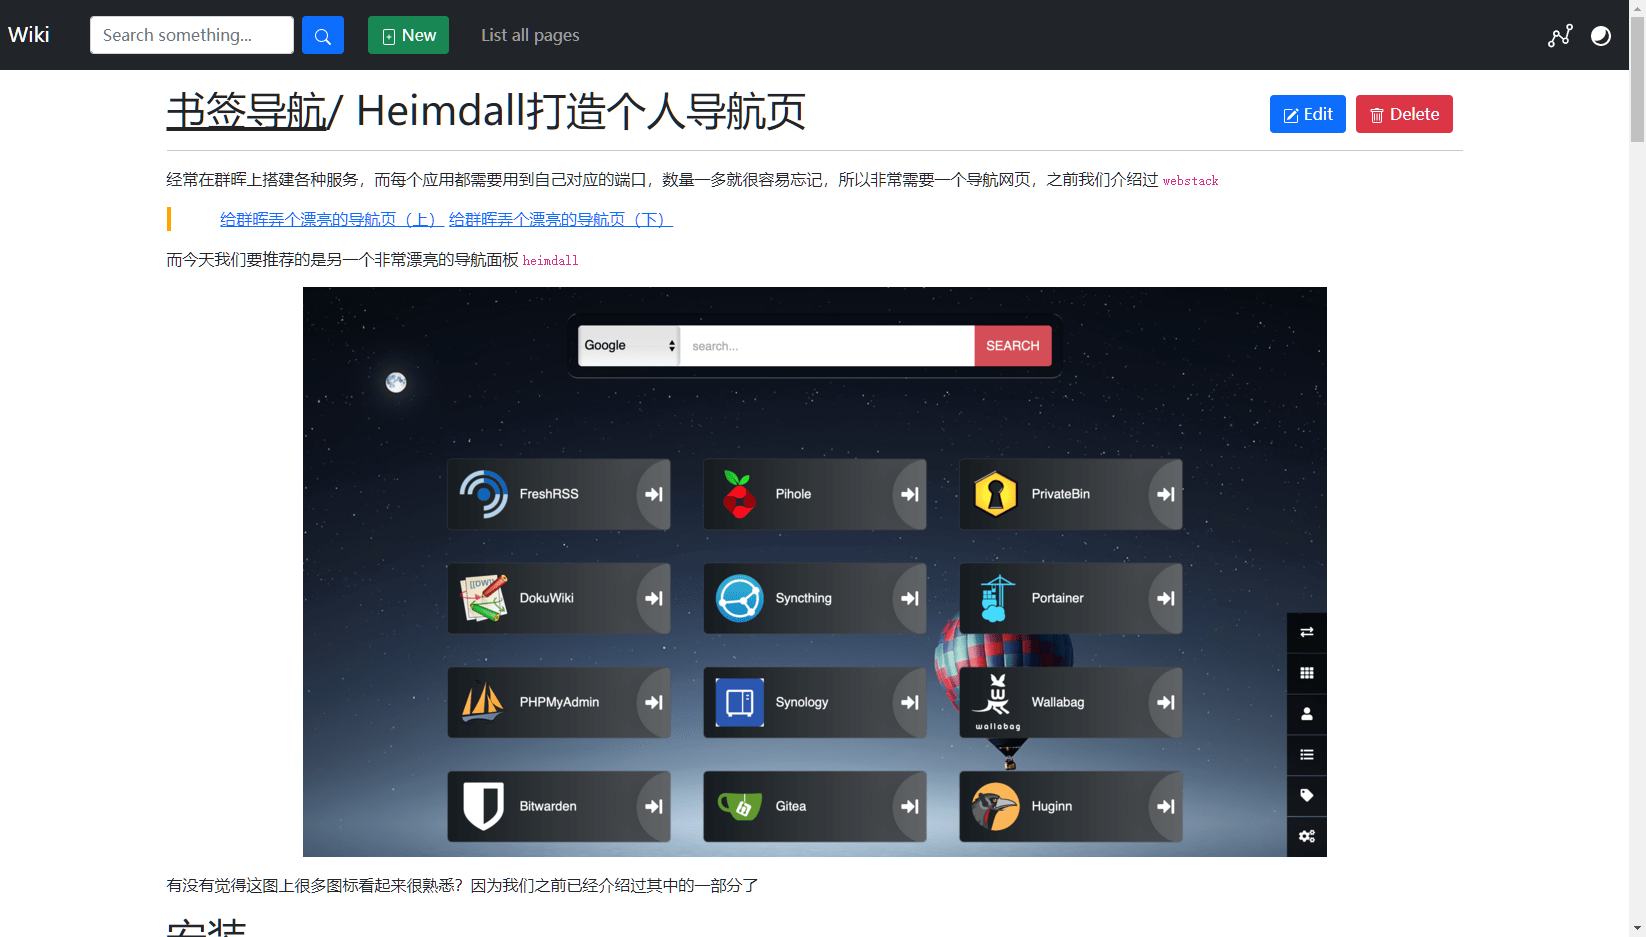 Wiki Search something... New List all pages
书签导航/ Heimdall打造个人导航页 Edit Delete
经常在群晖上搭建各种服务，而每个应用都需要用到自己对应的端口，数量一多就很容易忘记，所以非常需要一个导航网页，之前我们介绍过 webstack
给群晖弄个漂亮的导航页（上） 给群晖弄个漂亮的导航页（下）
而今天我们要推荐的是另一个非常漂亮的导航面板 heimdall
Google search... SEARCH
FreshRSS Pihole PrivateBin
DokuWiki Syncthing Portainer
PHPMyAdmin Synology wallabag Wallabag
Bitwarden Gitea Huginn
有没有觉得这图上很多图标看起来很熟悉？因为我们之前已经介绍过其中的一部分了
安装